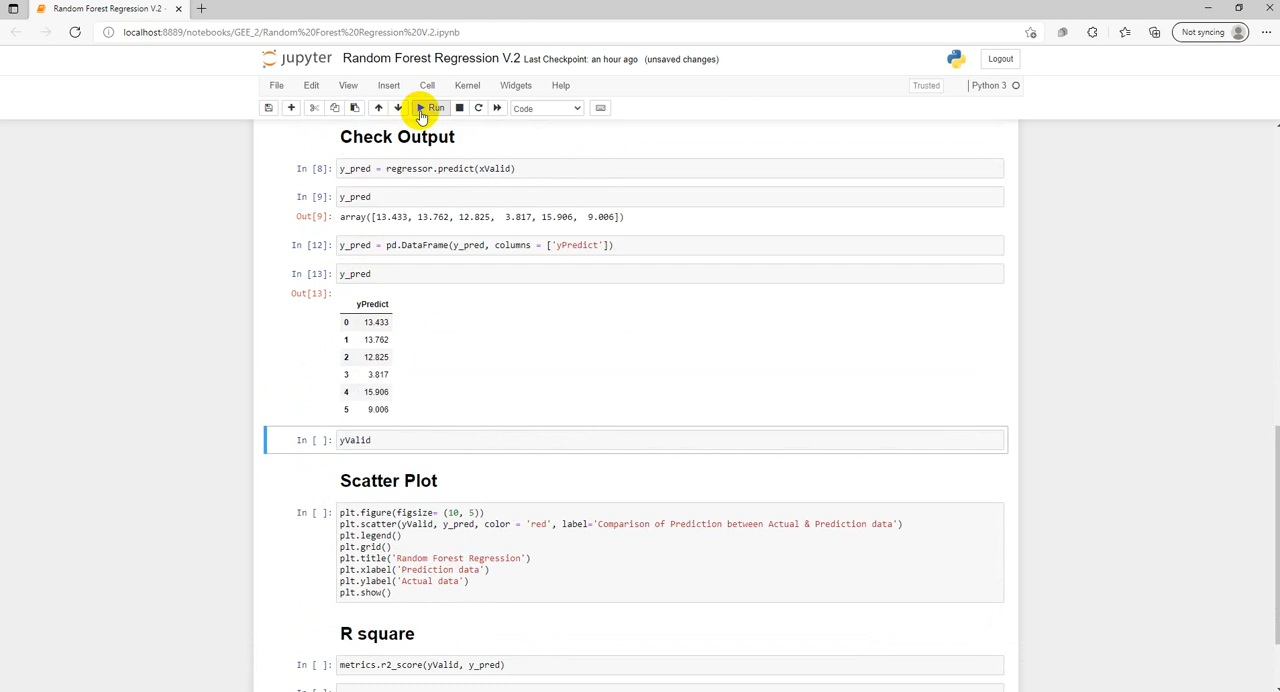 Random Forest Regression V.2 -
localhost:8889/notebooks/GEE_2/Random%20Forest%20Regression%20V.2.ipynb
Not syncing
jupyter Random Forest Regression V.2 Last Checkpoint: an hour ago (unsaved changes)
Logout
File Edit View Insert Cell Kernel Widgets Help
Trusted
Python 3
Run
Code
Check Output
In [8]: y_pred = regressor.predict(xValid)
In [9]: y_pred
Out[9]: array([13.433, 13.762, 12.825,  3.817, 15.906,  9.006])
In [12]: y_pred = pd.DataFrame(y_pred, columns = ['yPredict'])
In [13]: y_pred
Out[13]:
yPredict
0 13.433
1 13.762
2 12.825
3 3.817
4 15.906
5 9.006
In [ ]: yValid
Scatter Plot
In [ ]: plt.figure(figsize= (10, 5))
plt.scatter(yValid, y_pred, color = 'red', label='Comparison of Prediction between Actual & Prediction data')
plt.legend()
plt.grid()
plt.title('Random Forest Regression')
plt.xlabel('Prediction data')
plt.ylabel('Actual data')
plt.show()
R square
In [ ]: metrics.r2_score(yValid, y_pred)